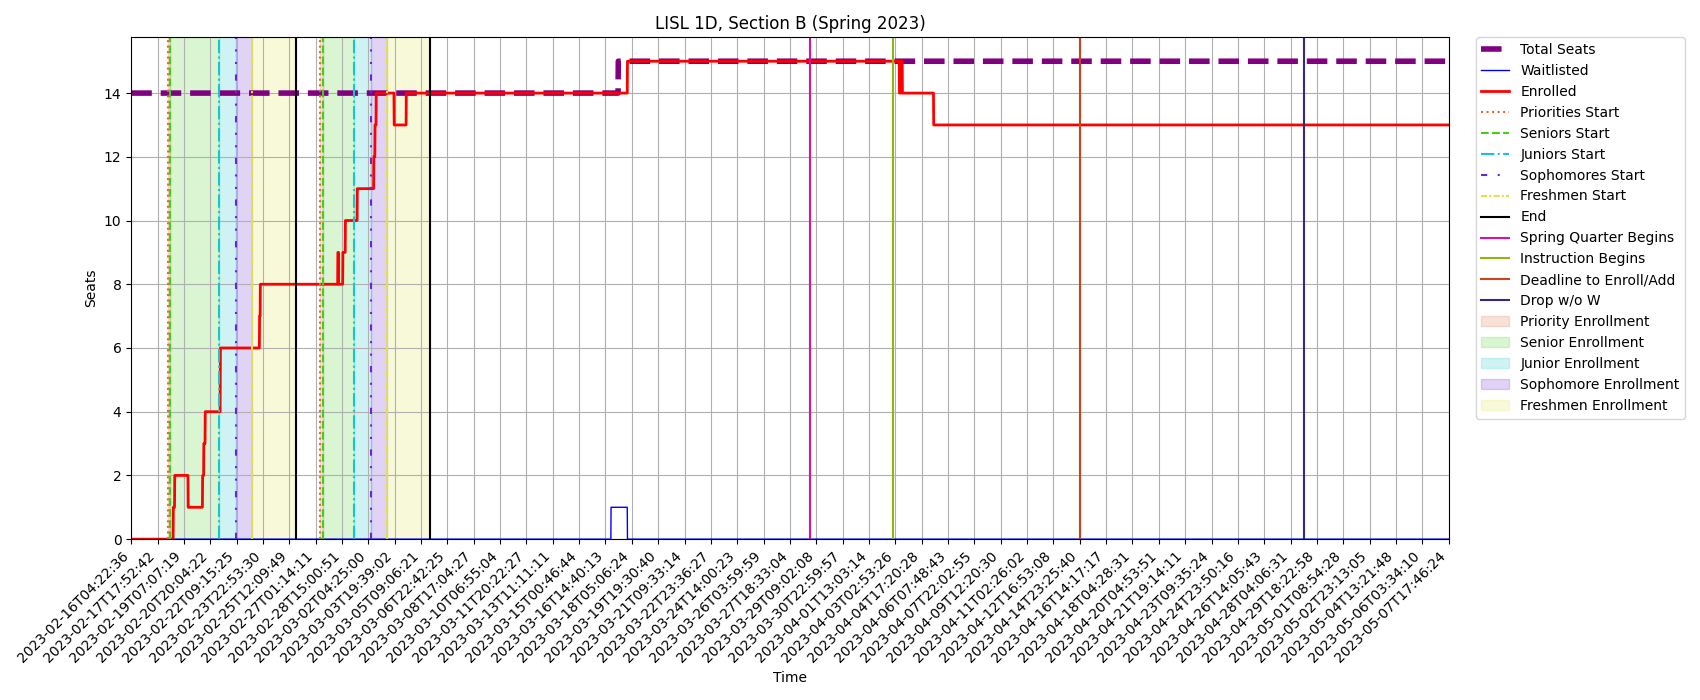 LISL 1D, Section B (Spring 2023)
Seats
0
2
4
6
8
10
12
14
2023-02-16T04:22:36
2023-02-17T17:52:42
2023-02-19T07:07:19
2023-02-20T20:04:22
2023-02-22T09:15:25
2023-02-23T22:53:30
2023-02-25T12:09:49
2023-02-27T01:14:11
2023-02-28T15:00:51
2023-03-02T04:25:00
2023-03-03T19:39:02
2023-03-05T09:06:21
2023-03-06T22:42:25
2023-03-08T17:04:27
2023-03-10T06:55:04
2023-03-11T20:22:27
2023-03-13T11:11:11
2023-03-15T00:46:44
2023-03-16T14:40:13
2023-03-18T05:06:24
2023-03-19T19:30:40
2023-03-21T09:33:14
2023-03-22T23:36:27
2023-03-24T14:00:23
2023-03-26T03:59:59
2023-03-27T18:33:04
2023-03-29T09:02:08
2023-03-30T22:59:57
2023-04-01T13:03:14
2023-04-03T02:53:26
2023-04-04T17:20:28
2023-04-06T07:48:43
2023-04-07T22:02:55
2023-04-09T12:20:30
2023-04-11T02:26:02
2023-04-12T16:53:08
2023-04-14T23:25:40
2023-04-16T14:17:17
2023-04-18T04:28:31
2023-04-20T04:53:51
2023-04-21T19:14:11
2023-04-23T09:35:24
2023-04-24T23:50:16
2023-04-26T14:05:43
2023-04-28T04:06:31
2023-04-29T18:22:58
2023-05-01T08:54:28
2023-05-02T23:13:05
2023-05-04T13:21:48
2023-05-06T03:34:10
2023-05-07T17:46:24
Time
Total Seats
Waitlisted
Enrolled
Priorities Start
Seniors Start
Juniors Start
Sophomores Start
Freshmen Start
End
Spring Quarter Begins
Instruction Begins
Deadline to Enroll/Add
Drop w/o W
Priority Enrollment
Senior Enrollment
Junior Enrollment
Sophomore Enrollment
Freshmen Enrollment